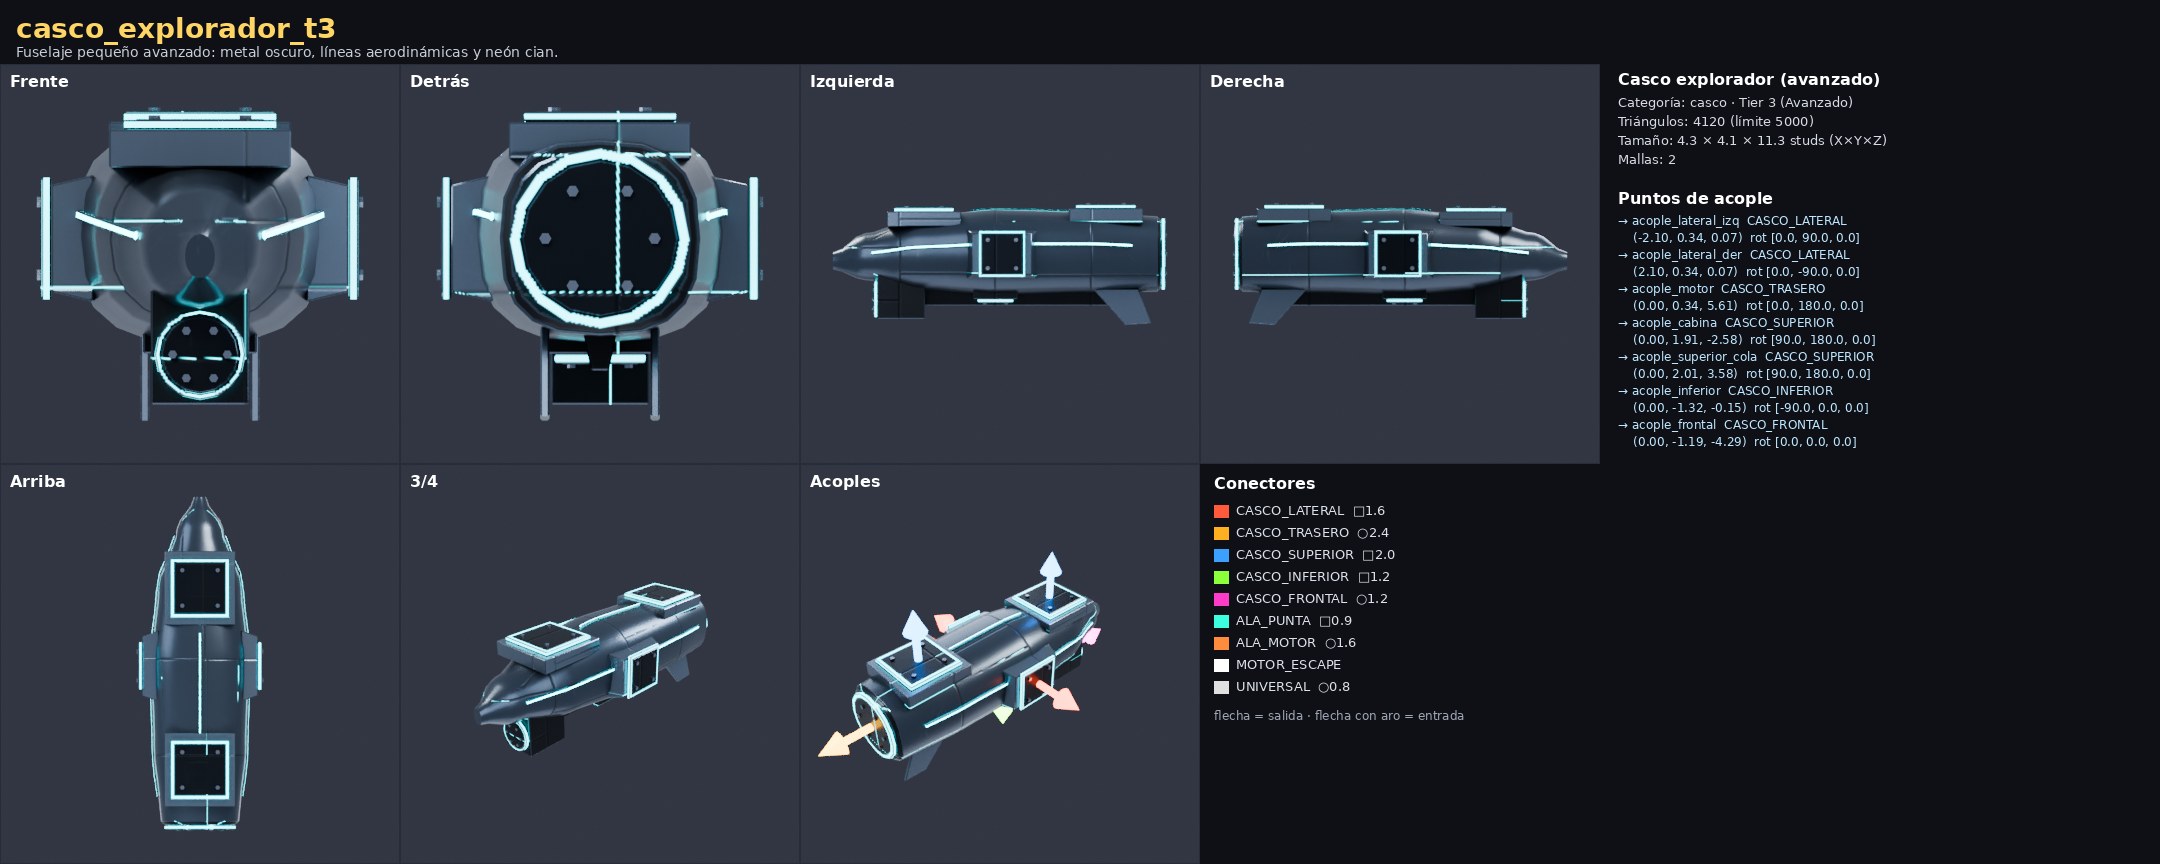 casco_explorador_t3
Fuselaje pequeño avanzado: metal oscuro, líneas aerodinámicas y neón cian.
Frente
Detrás
Izquierda
Derecha
Casco explorador (avanzado)
Categoría: casco · Tier 3 (Avanzado)
Triángulos: 4120 (límite 5000)
Tamaño: 4.3 × 4.1 × 11.3 studs (X×Y×Z)
Mallas: 2
Puntos de acople
→ acople_lateral_izq CASCO_LATERAL
(-2.10, 0.34, 0.07) rot [0.0, 90.0, 0.0]
→ acople_lateral_der CASCO_LATERAL
(2.10, 0.34, 0.07) rot [0.0, -90.0, 0.0]
→ acople_motor CASCO_TRASERO
(0.00, 0.34, 5.61) rot [0.0, 180.0, 0.0]
→ acople_cabina CASCO_SUPERIOR
(0.00, 1.91, -2.58) rot [90.0, 180.0, 0.0]
→ acople_superior_cola CASCO_SUPERIOR
(0.00, 2.01, 3.58) rot [90.0, 180.0, 0.0]
→ acople_inferior CASCO_INFERIOR
(0.00, -1.32, -0.15) rot [-90.0, 0.0, 0.0]
→ acople_frontal CASCO_FRONTAL
(0.00, -1.19, -4.29) rot [0.0, 0.0, 0.0]
Arriba
3/4
Acoples
Conectores
CASCO_LATERAL □1.6
CASCO_TRASERO ○2.4
CASCO_SUPERIOR □2.0
CASCO_INFERIOR □1.2
CASCO_FRONTAL ○1.2
ALA_PUNTA □0.9
ALA_MOTOR ○1.6
MOTOR_ESCAPE
UNIVERSAL ○0.8
flecha = salida · flecha con aro = entrada